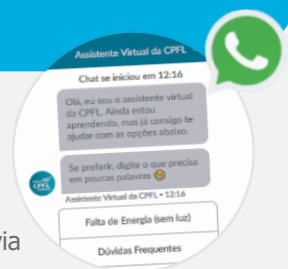 Assistente Virtual da CPFL
Chat se iniciou em 12:16
Olá, eu sou o assistente virtual
da CPFL. Ainda estou
aprendendo, mas já consigo te
ajudar com as opções abaixo.
Se preferir, digite o que precisa
em poucas palavras
CPFL
Assistente Virtual da CPFL • 12:16
Falta de Energia (sem luz)
via
Dúvidas Frequentes